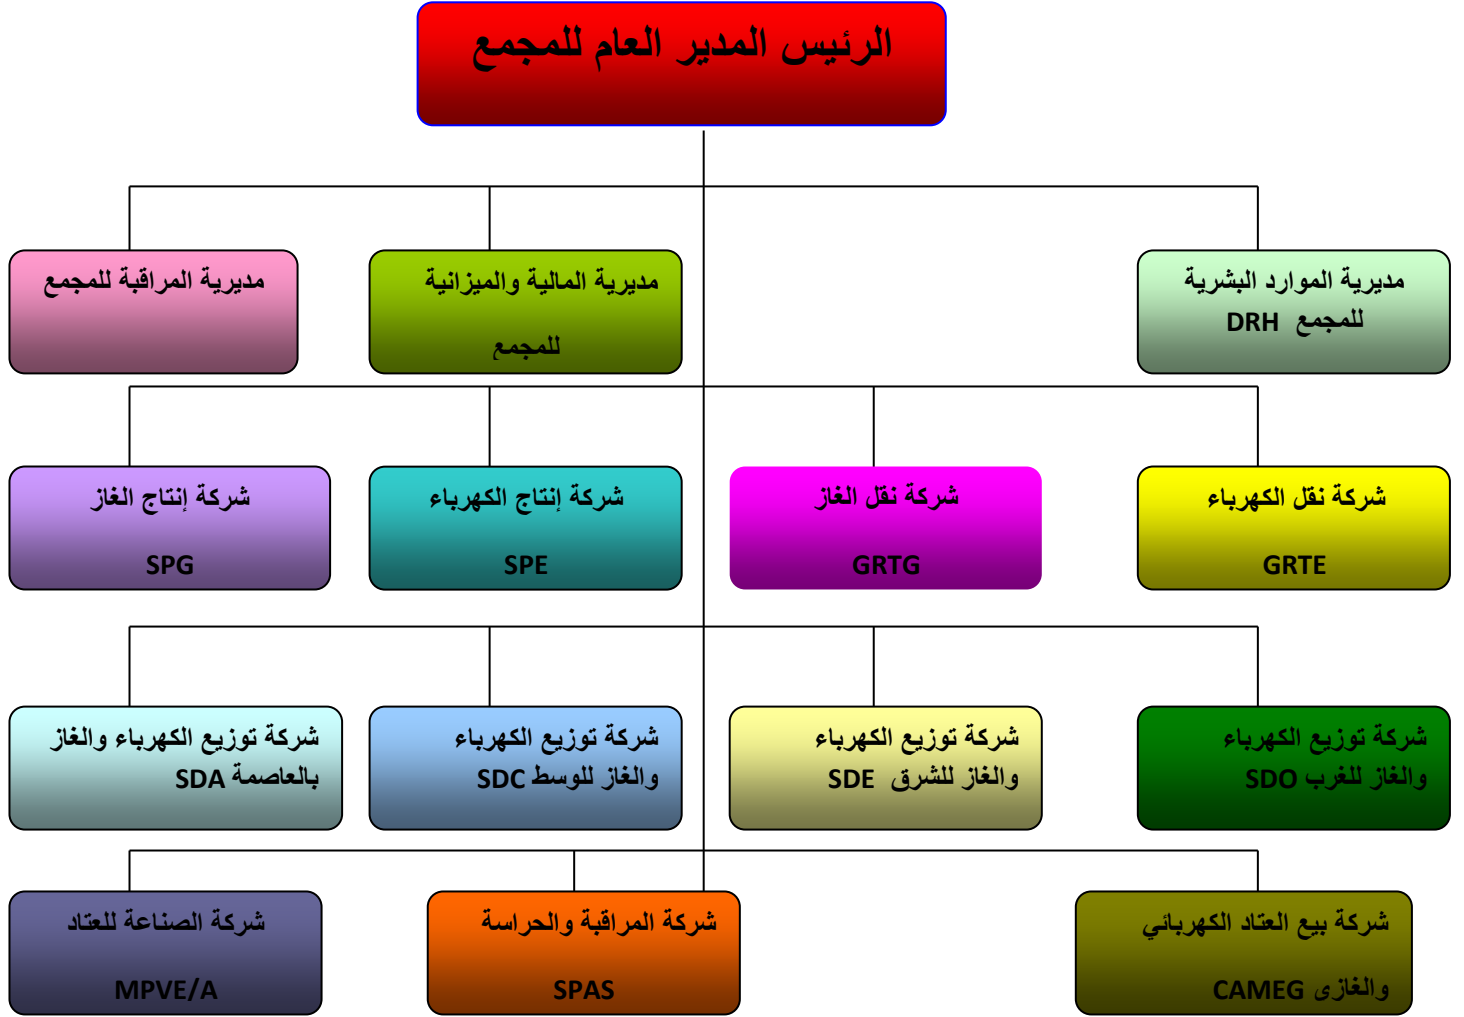 الرئيس المدير العام للمجمع
مديرية الموارد البشرية
للمجمع DRH
مديرية المالية والميزانية
للمجمع
مديرية المراقبة للمجمع
شركة نقل الكهرباء
GRTE
شركة نقل الغاز
GRTG
شركة إنتاج الكهرباء
SPE
شركة إنتاج الغاز
SPG
شركة توزيع الكهرباء
والغاز للغرب SDO
شركة توزيع الكهرباء
والغاز للشرق SDE
شركة توزيع الكهرباء
والغاز للوسط SDC
شركة توزيع الكهرباء والغاز
بالعاصمة SDA
شركة بيع العتاد الكهربائي
والغازي CAMEG
شركة المراقبة والحراسة
SPAS
شركة الصناعة للعتاد
MPVE/A